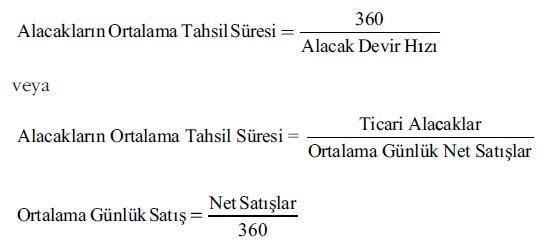 Alacakların Ortalama Tahsil Süresi = 360 / Alacak Devir Hızı
veya
Alacakların Ortalama Tahsil Süresi = Ticari Alacaklar / Ortalama Günlük Net Satışlar
Ortalama Günlük Satış = Net Satışlar / 360